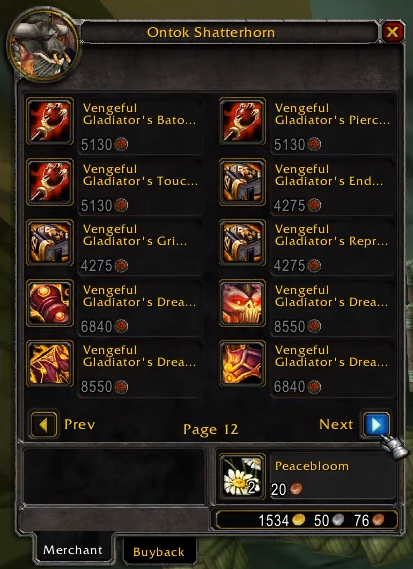 Ontok Shatterhorn
Vengeful
Gladiator's Bato...
5130
Vengeful
Gladiator's Pierc...
5130
Vengeful
Gladiator's Touc...
5130
Vengeful
Gladiator's End...
4275
Vengeful
Gladiator's Gri...
4275
Vengeful
Gladiator's Repr...
4275
Vengeful
Gladiator's Drea...
6840
Vengeful
Gladiator's Drea...
8550
Vengeful
Gladiator's Drea...
8550
Vengeful
Gladiator's Drea...
6840
Prev
Page 12
Next
2
Peacebloom
20
1534 50 76
Merchant
Buyback